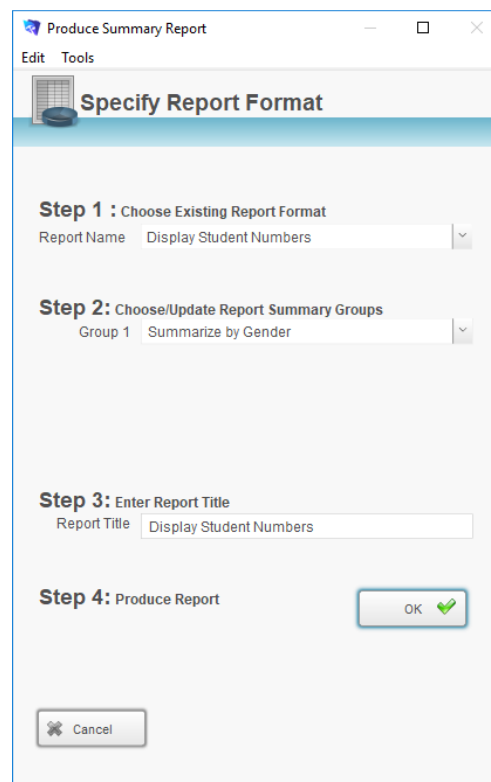 Produce Summary Report
Edit Tools
Specify Report Format
Step 1 : Choose Existing Report Format
Report Name Display Student Numbers
Step 2: Choose/Update Report Summary Groups
Group 1 Summarize by Gender
Step 3: Enter Report Title
Report Title Display Student Numbers
Step 4: Produce Report
OK
Cancel